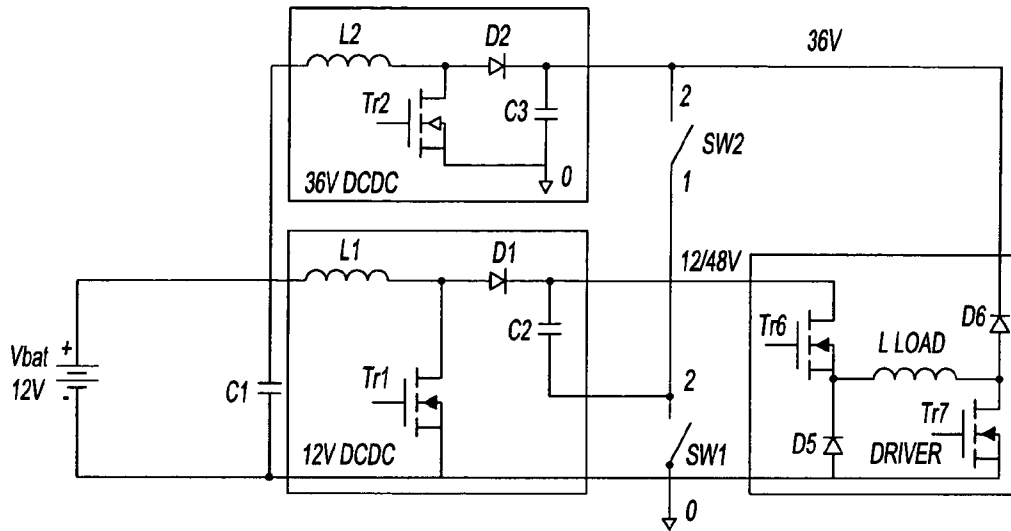 L2
D2
36V
Tr2
C3
2
SW2
1
0
36V DCDC
L1
D1
12/48V
C2
Tr6
D6
L LOAD
Vbat
+
12V
-
C1
Tr1
2
Tr7
D5
DRIVER
12V DCDC
SW1
0